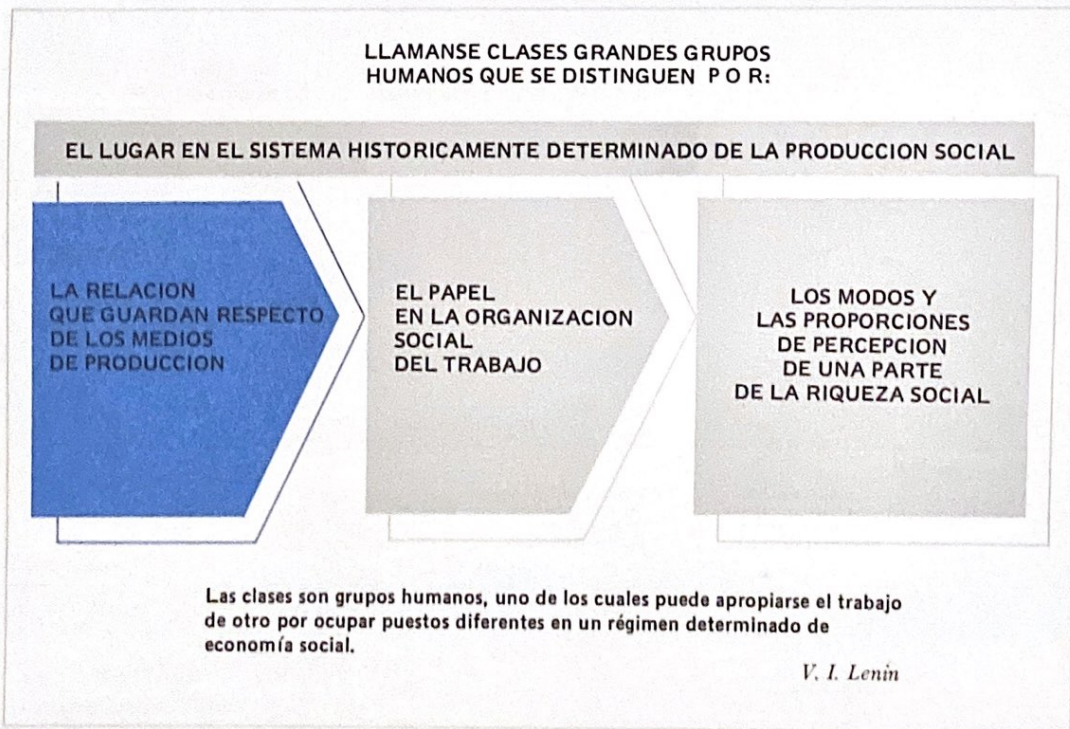 LLAMANSE CLASES GRANDES GRUPOS
HUMANOS QUE SE DISTINGUEN P O R:
EL LUGAR EN EL SISTEMA HISTORICAMENTE DETERMINADO DE LA PRODUCCION SOCIAL
LA RELACION
QUE GUARDAN RESPECTO
DE LOS MEDIOS
DE PRODUCCION
EL PAPEL
EN LA ORGANIZACION
SOCIAL
DEL TRABAJO
LOS MODOS Y
LAS PROPORCIONES
DE PERCEPCION
DE UNA PARTE
DE LA RIQUEZA SOCIAL
Las clases son grupos humanos, uno de los cuales puede apropiarse el trabajo
de otro por ocupar puestos diferentes en un régimen determinado de
economía social.
V. I. Lenin